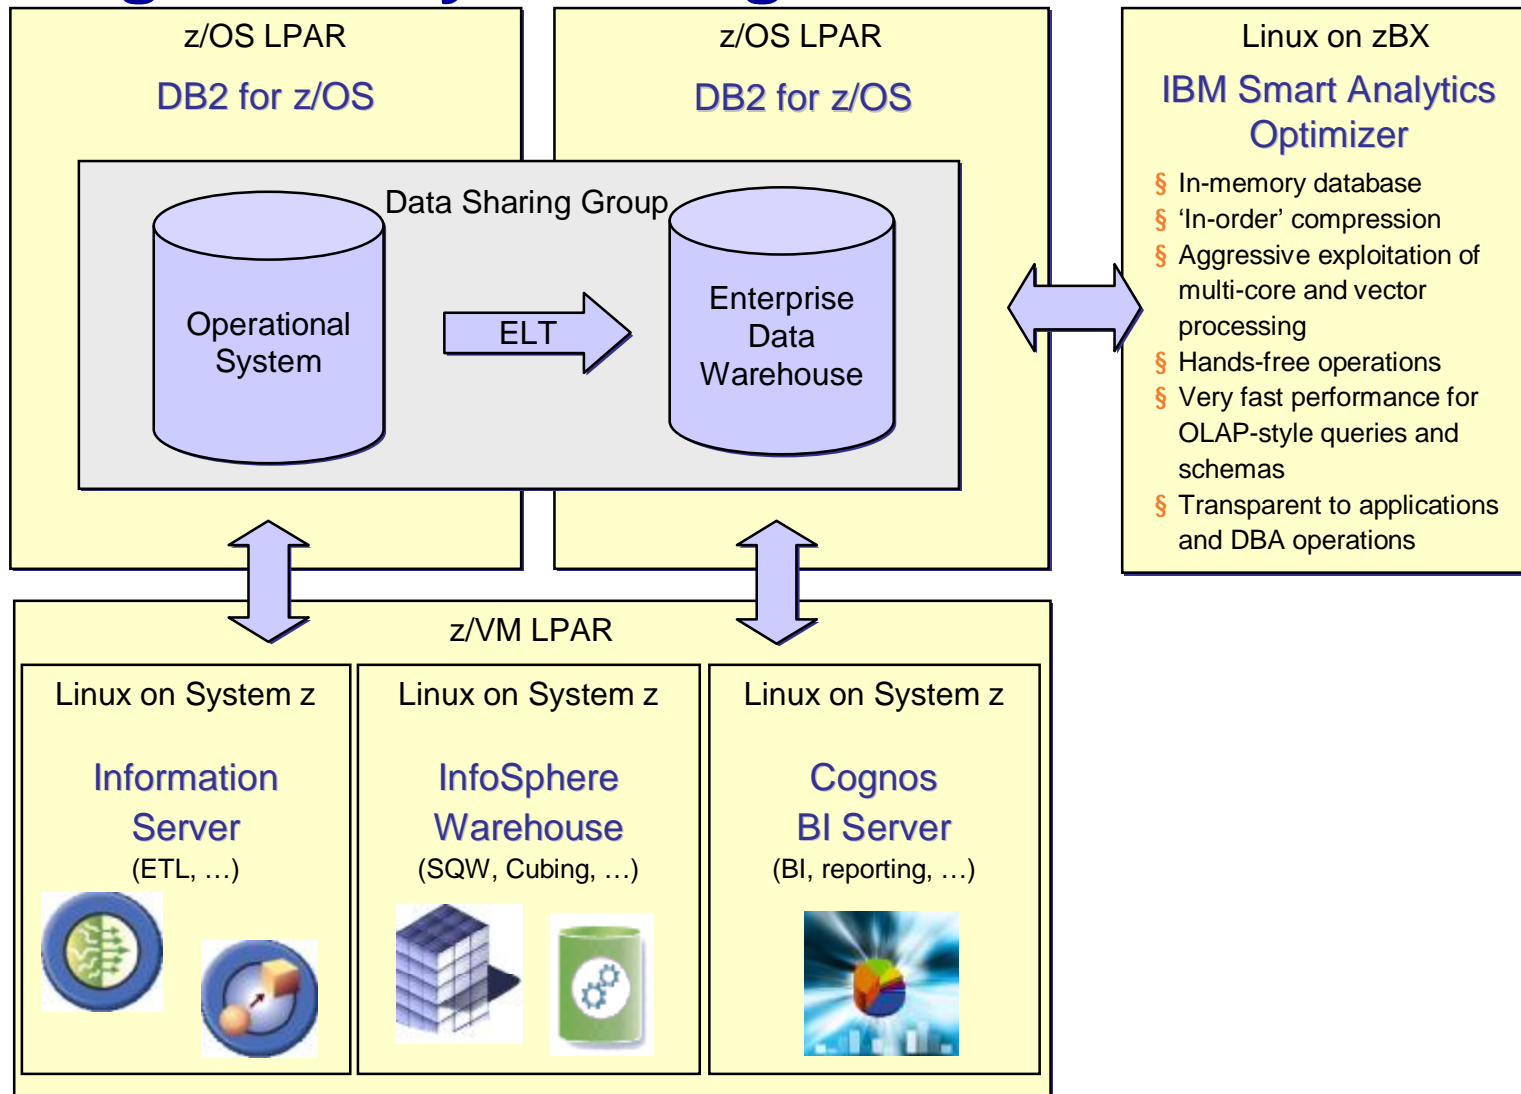 z/OS LPAR
DB2 for z/OS
z/OS LPAR
DB2 for z/OS
Data Sharing Group
Operational
System
ELT
Enterprise
Data
Warehouse
Linux on zBX
IBM Smart Analytics
Optimizer
§ In-memory database
§ ‘In-order’ compression
§ Aggressive exploitation of
multi-core and vector
processing
§ Hands-free operations
§ Very fast performance for
OLAP-style queries and
schemas
§ Transparent to applications
and DBA operations
z/VM LPAR
Linux on System z
Information
Server
(ETL, …)
Linux on System z
InfoSphere
Warehouse
(SQW, Cubing, …)
Linux on System z
Cognos
BI Server
(BI, reporting, …)